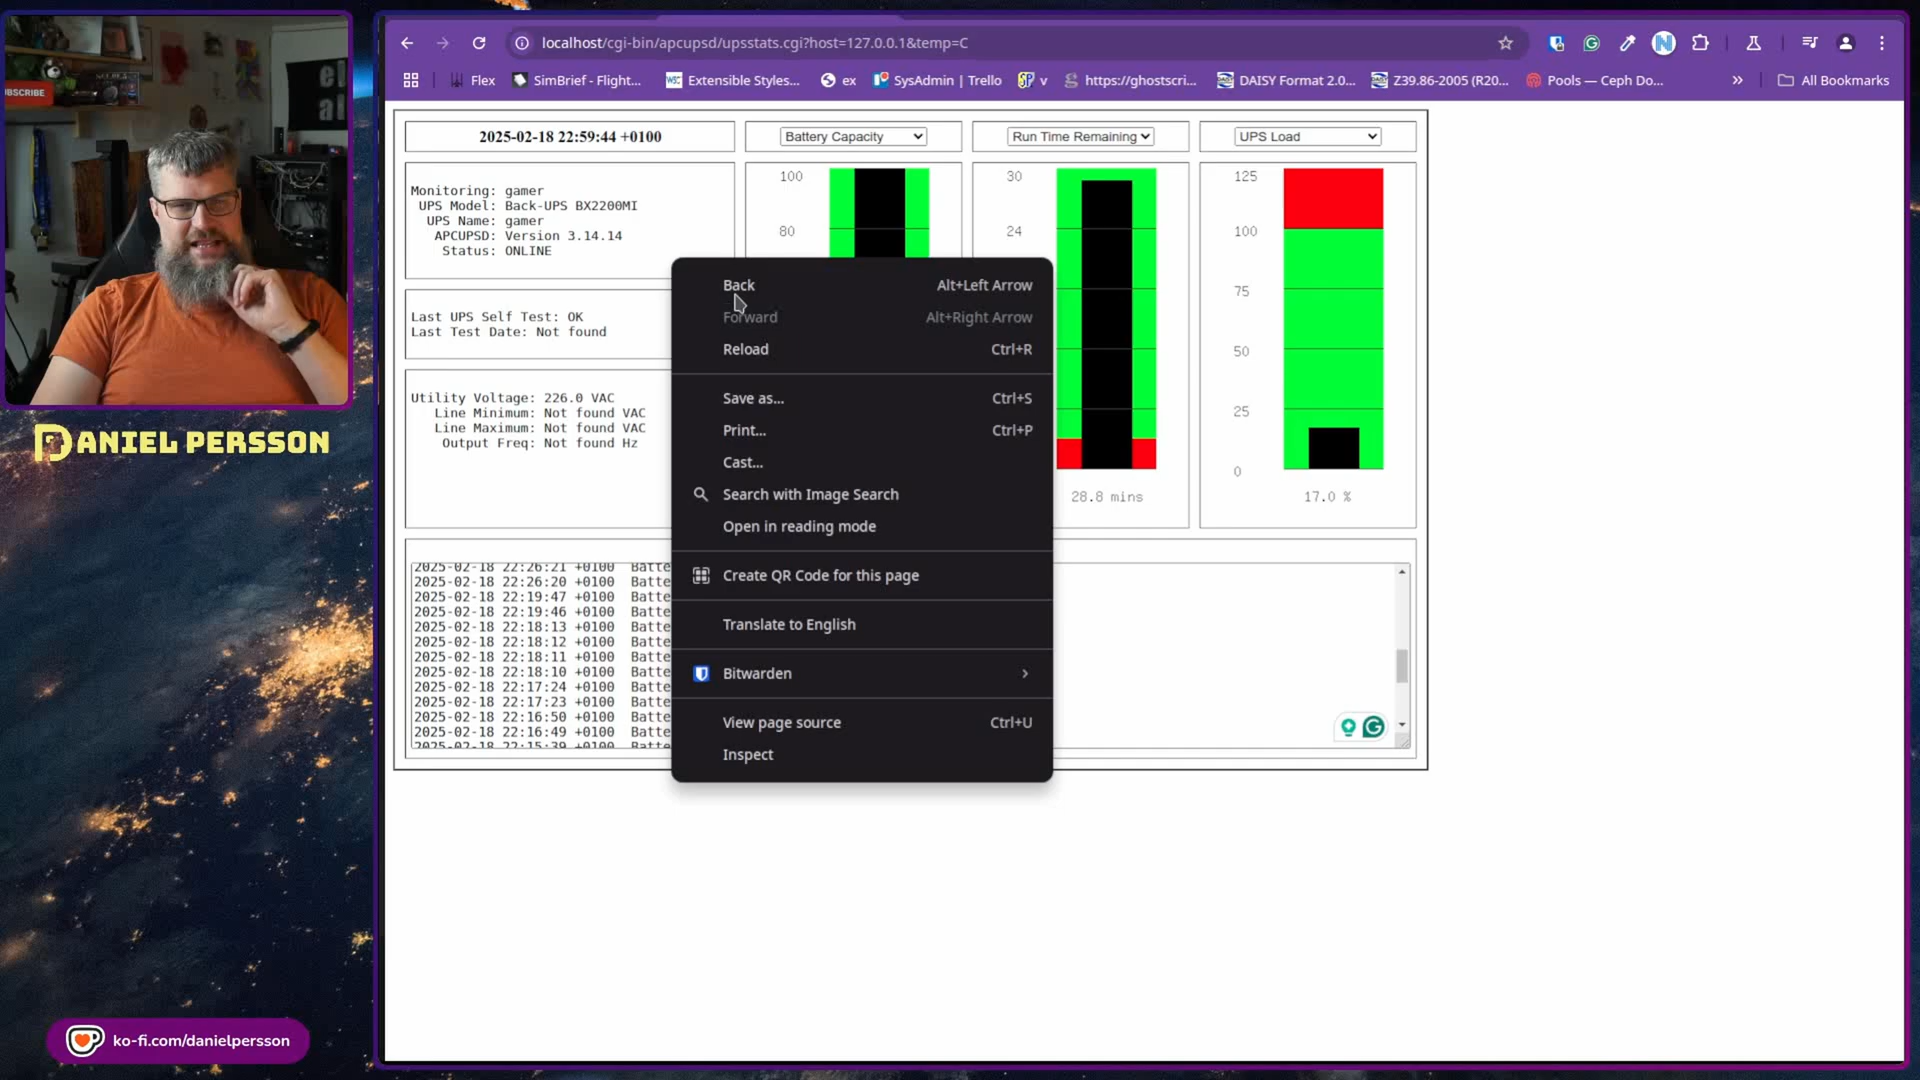 UBSCRIBE
DANIEL PERSSON
ko-fi.com/danielpersson
localhost/cgi-bin/apcupsd/upsstats.cgi?host=127.0.0.1&temp=C
Flex
SimBrief - Flight...
Extensible Styles...
ex
SysAdmin | Trello
v
https://ghostscri...
DAISY Format 2.0...
Z39.86-2005 (R20...
Pools — Ceph Do...
All Bookmarks
2025-02-18 22:59:44 +0100
Battery Capacity
Run Time Remaining
UPS Load
Monitoring: gamer
UPS Model: Back-UPS BX2200MI
UPS Name: gamer
APCUPSD: Version 3.14.14
Status: ONLINE
100
80
30
24
125
100
75
50
25
0
28.8 mins
17.0 %
Last UPS Self Test: OK
Last Test Date: Not found
Utility Voltage: 226.0 VAC
Line Minimum: Not found VAC
Line Maximum: Not found VAC
Output Freq: Not found Hz
Back Alt+Left Arrow
Forward Alt+Right Arrow
Reload Ctrl+R
Save as... Ctrl+S
Print... Ctrl+P
Cast...
Search with Image Search
Open in reading mode
Create QR Code for this page
Translate to English
Bitwarden
View page source Ctrl+U
Inspect
2025-02-18 22:26:21 +0100 Batte
2025-02-18 22:26:20 +0100 Batte
2025-02-18 22:19:47 +0100 Batte
2025-02-18 22:19:46 +0100 Batte
2025-02-18 22:18:13 +0100 Batte
2025-02-18 22:18:12 +0100 Batte
2025-02-18 22:18:11 +0100 Batte
2025-02-18 22:18:10 +0100 Batte
2025-02-18 22:17:24 +0100 Batte
2025-02-18 22:17:23 +0100 Batte
2025-02-18 22:16:50 +0100 Batte
2025-02-18 22:16:49 +0100 Batte
2025-02-18 22:15:39 +0100 Batte